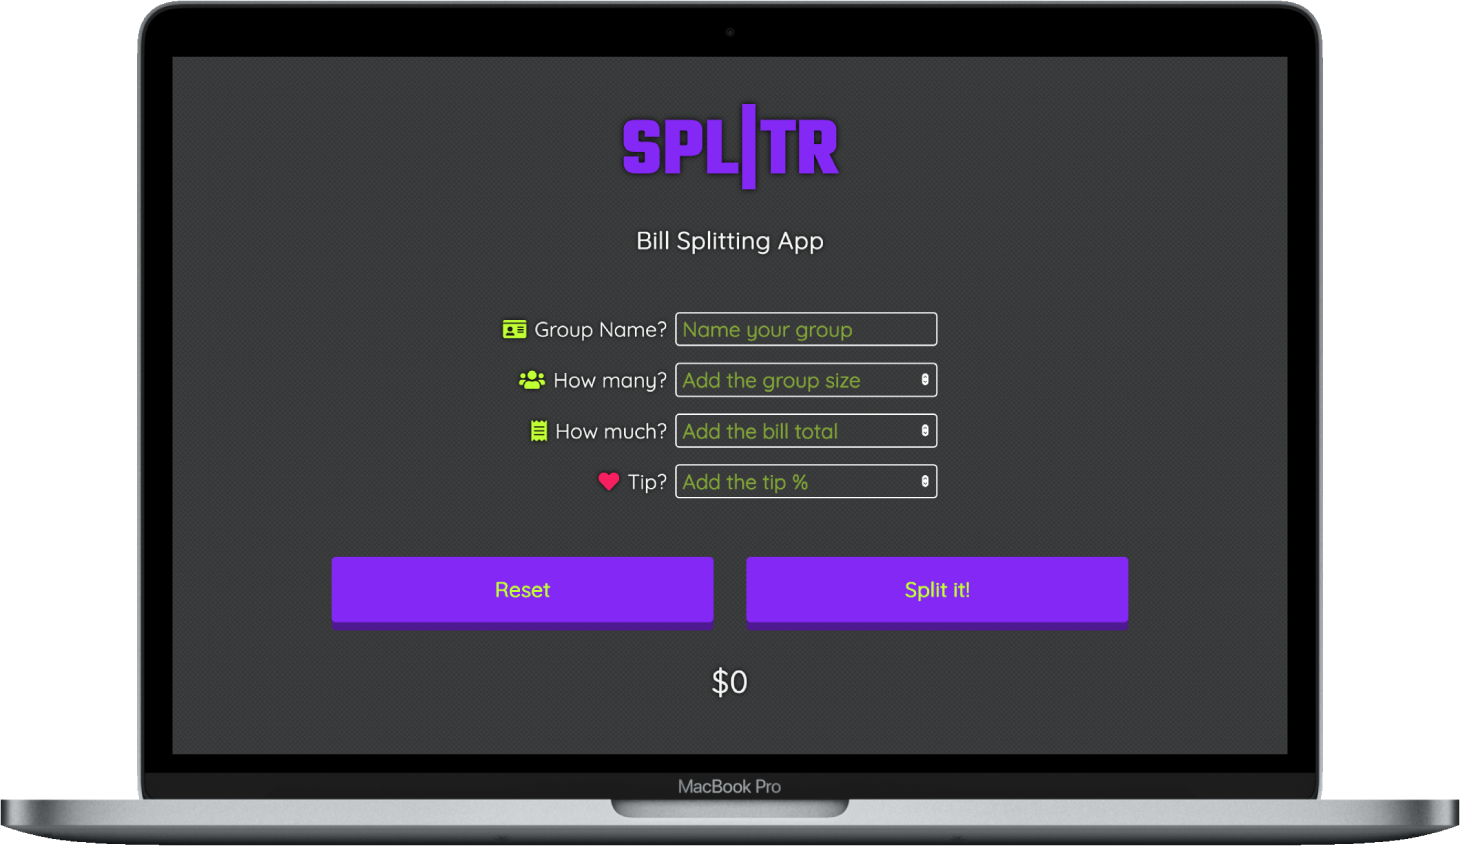 SPL|TR
Bill Splitting App
Group Name? Name your group
How many? Add the group size
How much? Add the bill total
Tip? Add the tip %
Reset Split it!
$0
MacBook Pro